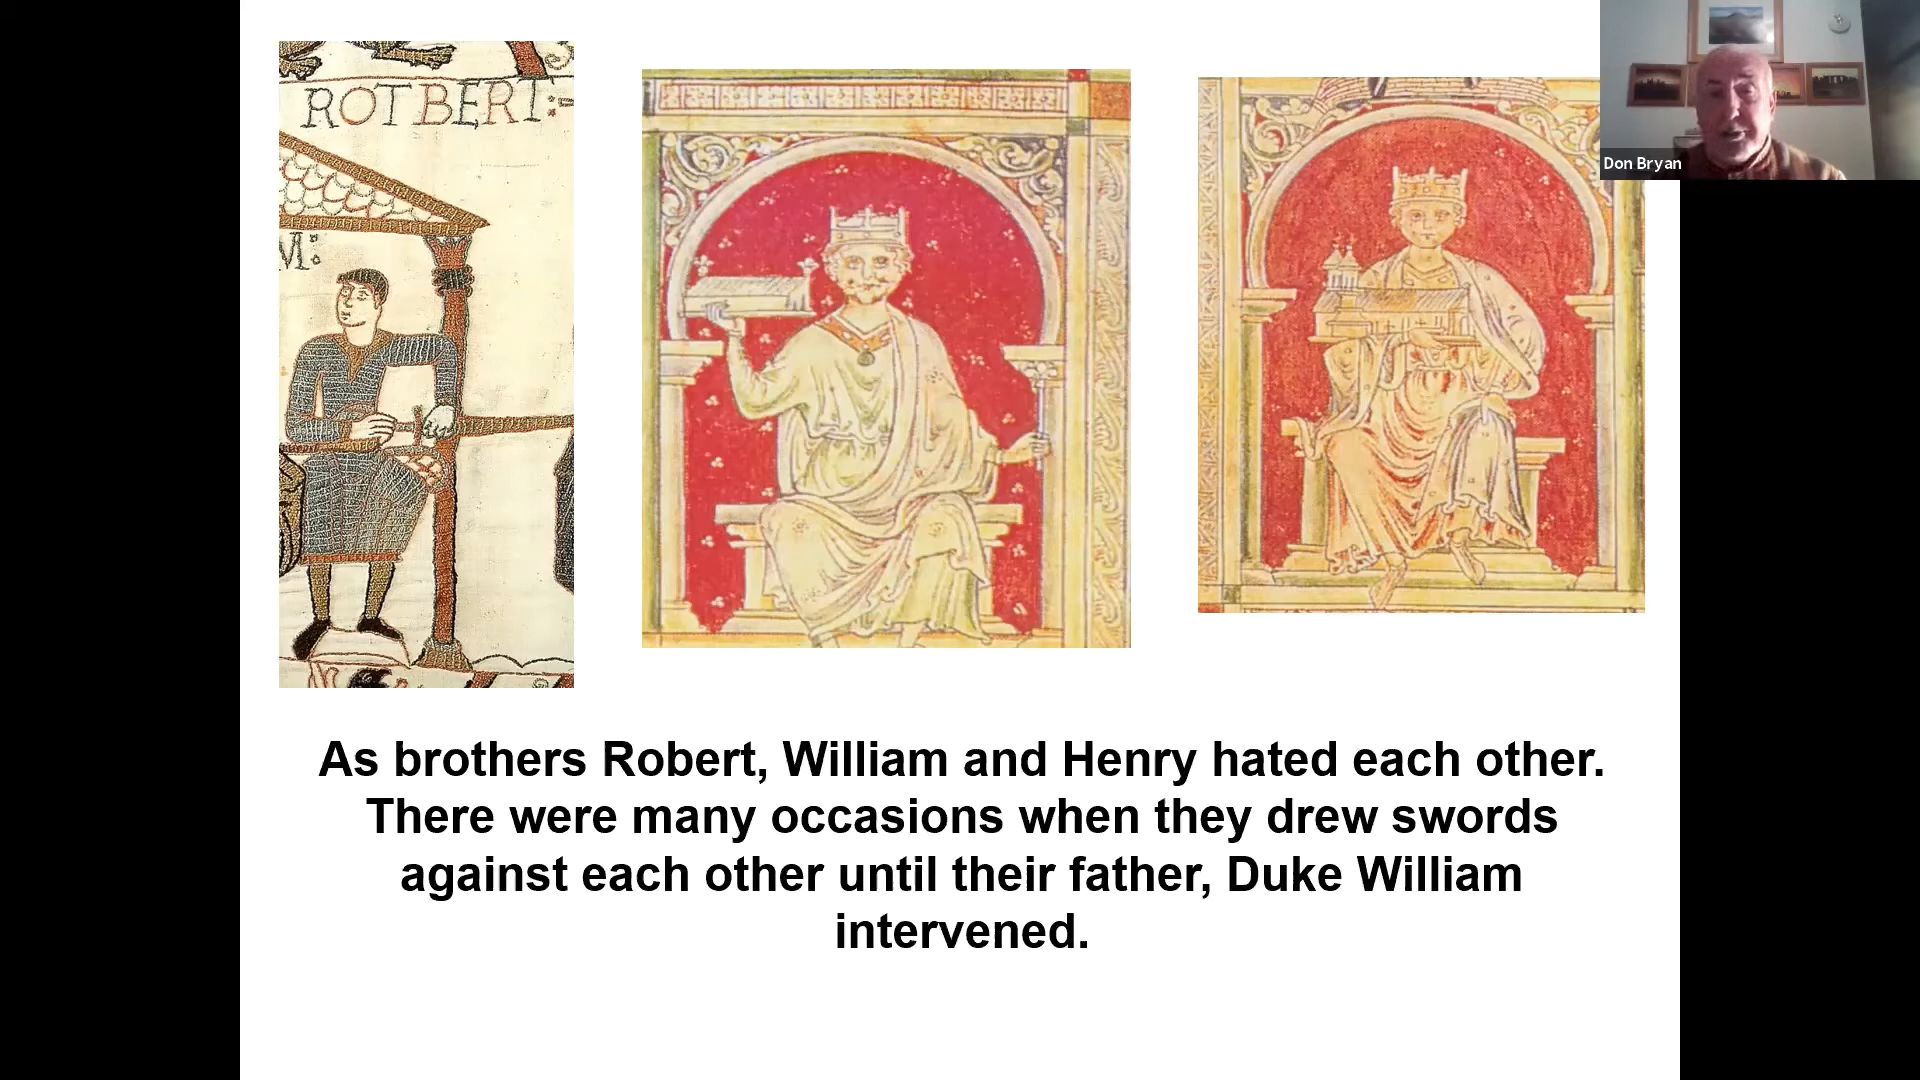 ROTBERT:-
M:
Don Bryan
As brothers Robert, William and Henry hated each other.
There were many occasions when they drew swords
against each other until their father, Duke William
intervened.